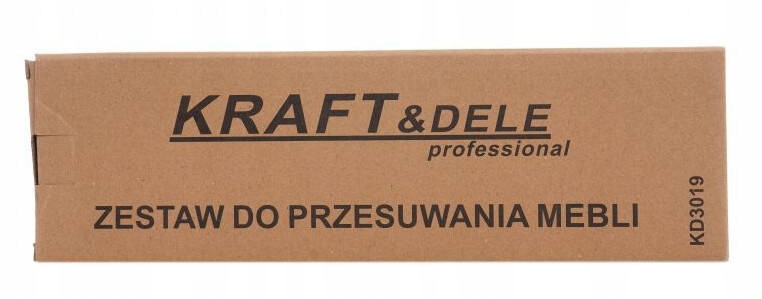 KRAFT&DELE
professional
ZESTAW DO PRZESUWANIA MEBLI
KD3019